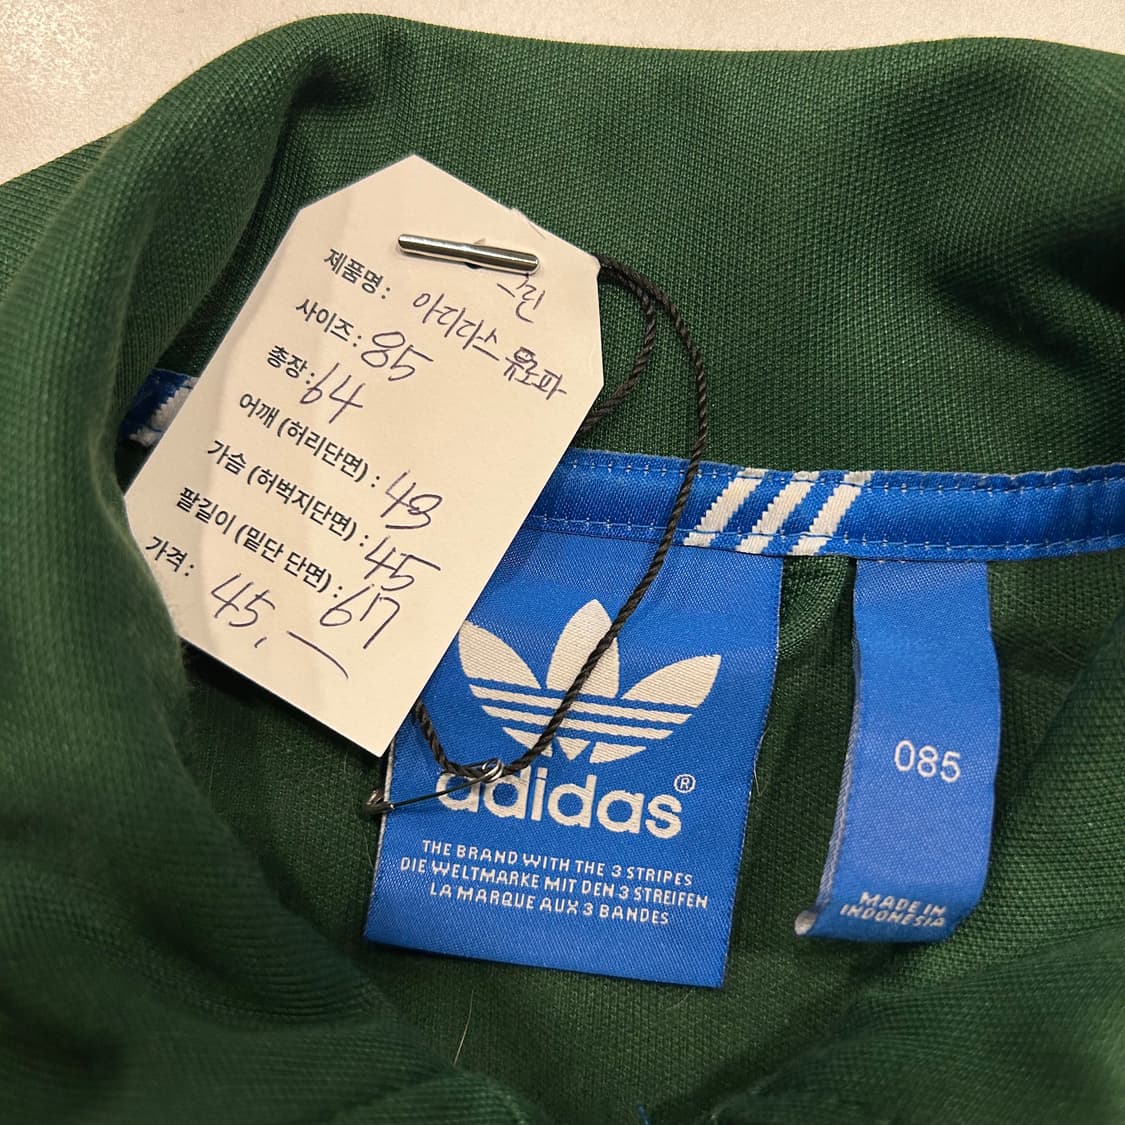 제품명: 아디다스 유로파
사이즈: 85
총장: 64
어깨 (허리단면) : 48
가슴 (허벅지단면) : 45
팔길이 (밑단 단면) : 67
가격: 45,—
adidas®
THE BRAND WITH THE 3 STRIPES
DIE WELTMARKE MIT DEN 3 STREIFEN
LA MARQUE AUX 3 BANDES
085
MADE IN
INDONESIA